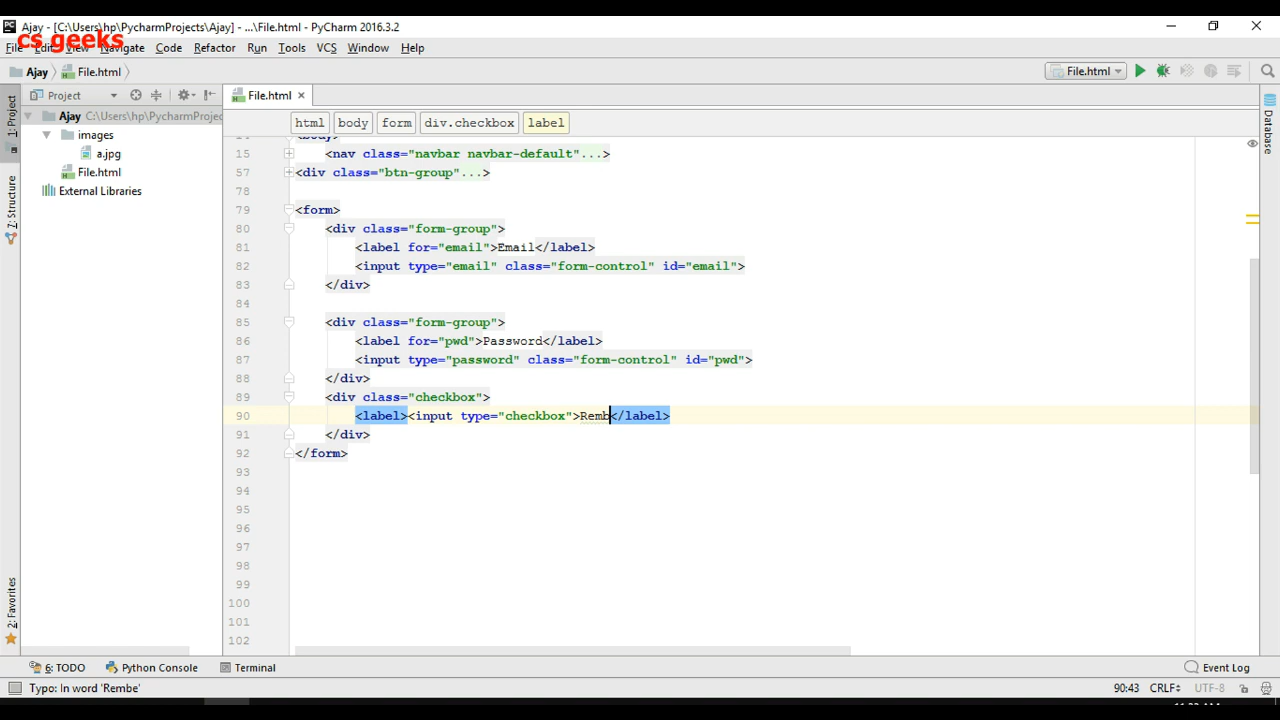 Ajay - [C:\Users\hp\PycharmProjects\Ajay] - ...\File.html - PyCharm 2016.3.2
cs geeks
File Edit View Navigate Code Refactor Run Tools VCS Window Help
Ajay File.html File.html
Project File.html
1: Project
7: Structure
2: Favorites
Database
Ajay C:\Users\hp\PycharmProjec
images
a.jpg
File.html
External Libraries
html body form div.checkbox label
<body>
15 <nav class="navbar navbar-default"...>
57 <div class="btn-group"...>
78
79 <form>
80 <div class="form-group">
81 <label for="email">Email</label>
82 <input type="email" class="form-control" id="email">
83 </div>
84
85 <div class="form-group">
86 <label for="pwd">Password</label>
87 <input type="password" class="form-control" id="pwd">
88 </div>
89 <div class="checkbox">
90 <label><input type="checkbox">Remb</label>
91 </div>
92 </form>
93
94
95
96
97
98
99
100
101
102
6: TODO Python Console Terminal Event Log
Typo: In word 'Rembe' 90:43 CRLF UTF-8